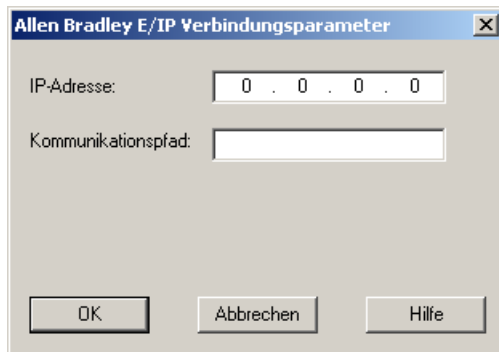 Allen Bradley E/IP Verbindungsparameter
IP-Adresse: 0 . 0 . 0 . 0
Kommunikationspfad:
OK Abbrechen Hilfe